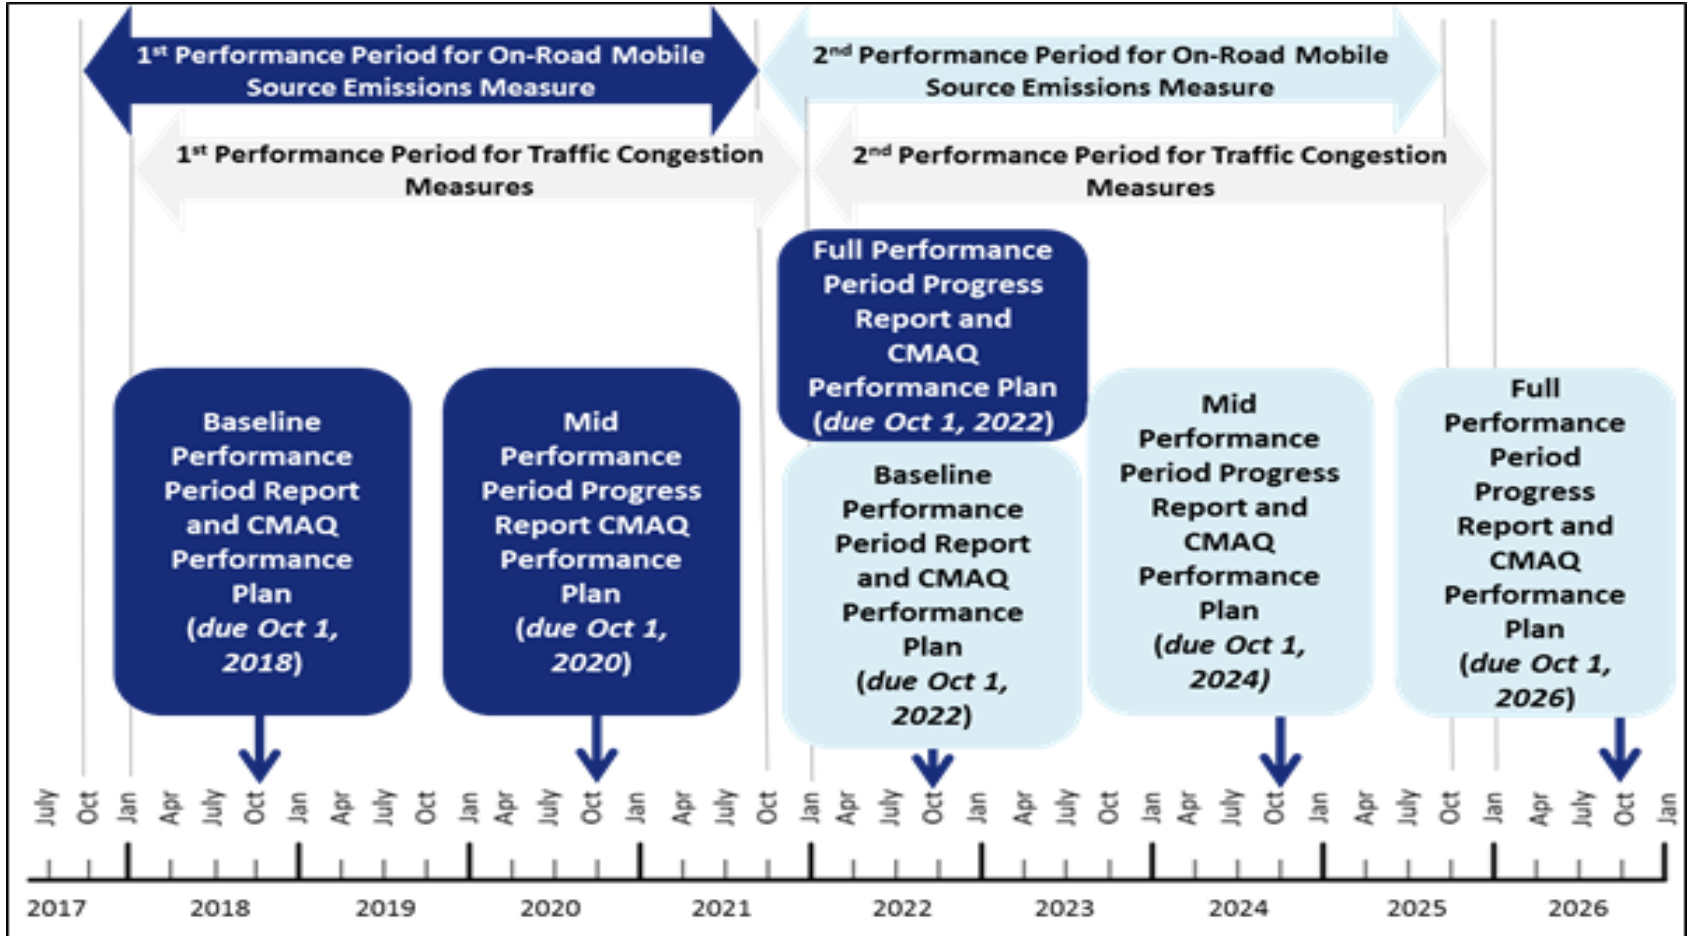 1st Performance Period for On-Road Mobile
Source Emissions Measure
2nd Performance Period for On-Road Mobile
Source Emissions Measure
1st Performance Period for Traffic Congestion
Measures
2nd Performance Period for Traffic Congestion
Measures
Baseline
Performance
Period Report
and CMAQ
Performance
Plan
(due Oct 1,
2018)
Mid
Performance
Period Progress
Report CMAQ
Performance
Plan
(due Oct 1,
2020)
Full Performance
Period Progress
Report and
CMAQ
Performance Plan
(due Oct 1, 2022)
Baseline
Performance
Period Report
and CMAQ
Performance
Plan
(due Oct 1,
2022)
Mid
Performance
Period Progress
Report and
CMAQ
Performance
Plan
(due Oct 1,
2024)
Full
Performance
Period
Progress
Report and
CMAQ
Performance
Plan
(due Oct 1,
2026)
July Oct Jan Apr July Oct Jan Apr July Oct Jan Apr July Oct Jan Apr July Oct Jan Apr July Oct Jan Apr July Oct Jan Apr July Oct Jan Apr July Oct Jan Apr July Oct Jan
2017 2018 2019 2020 2021 2022 2023 2024 2025 2026